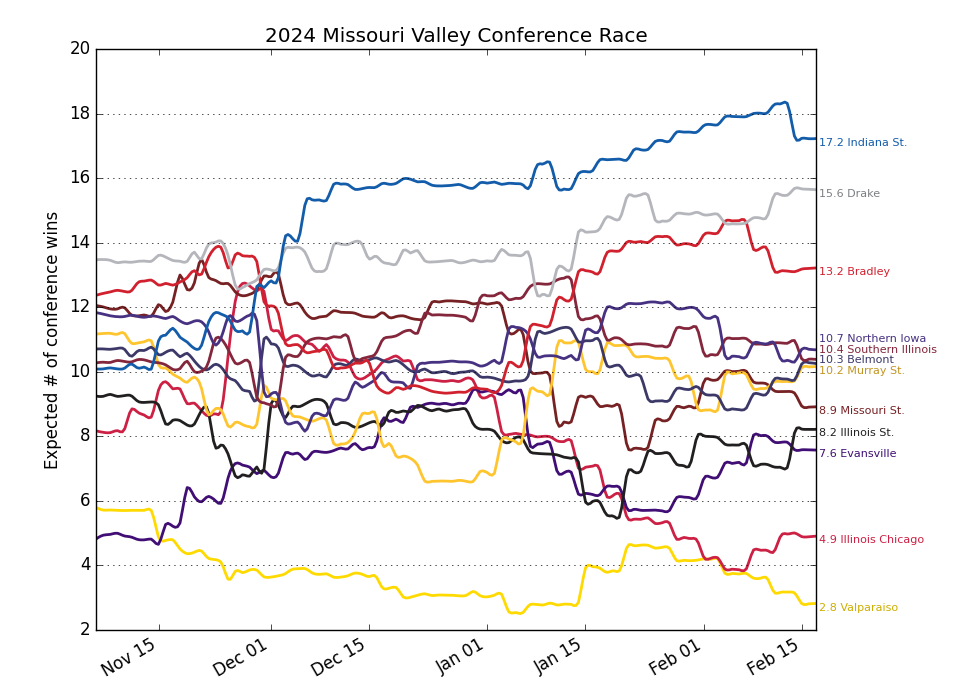 2024 Missouri Valley Conference Race
Expected # of conference wins
20
18
16
14
12
10
8
6
4
2
17.2 Indiana St.
15.6 Drake
13.2 Bradley
10.7 Northern Iowa
10.4 Southern Illinois
10.3 Belmont
10.2 Murray St.
8.9 Missouri St.
8.2 Illinois St.
7.6 Evansville
4.9 Illinois Chicago
2.8 Valparaiso
Nov 15
Dec 01
Dec 15
Jan 01
Jan 15
Feb 01
Feb 15